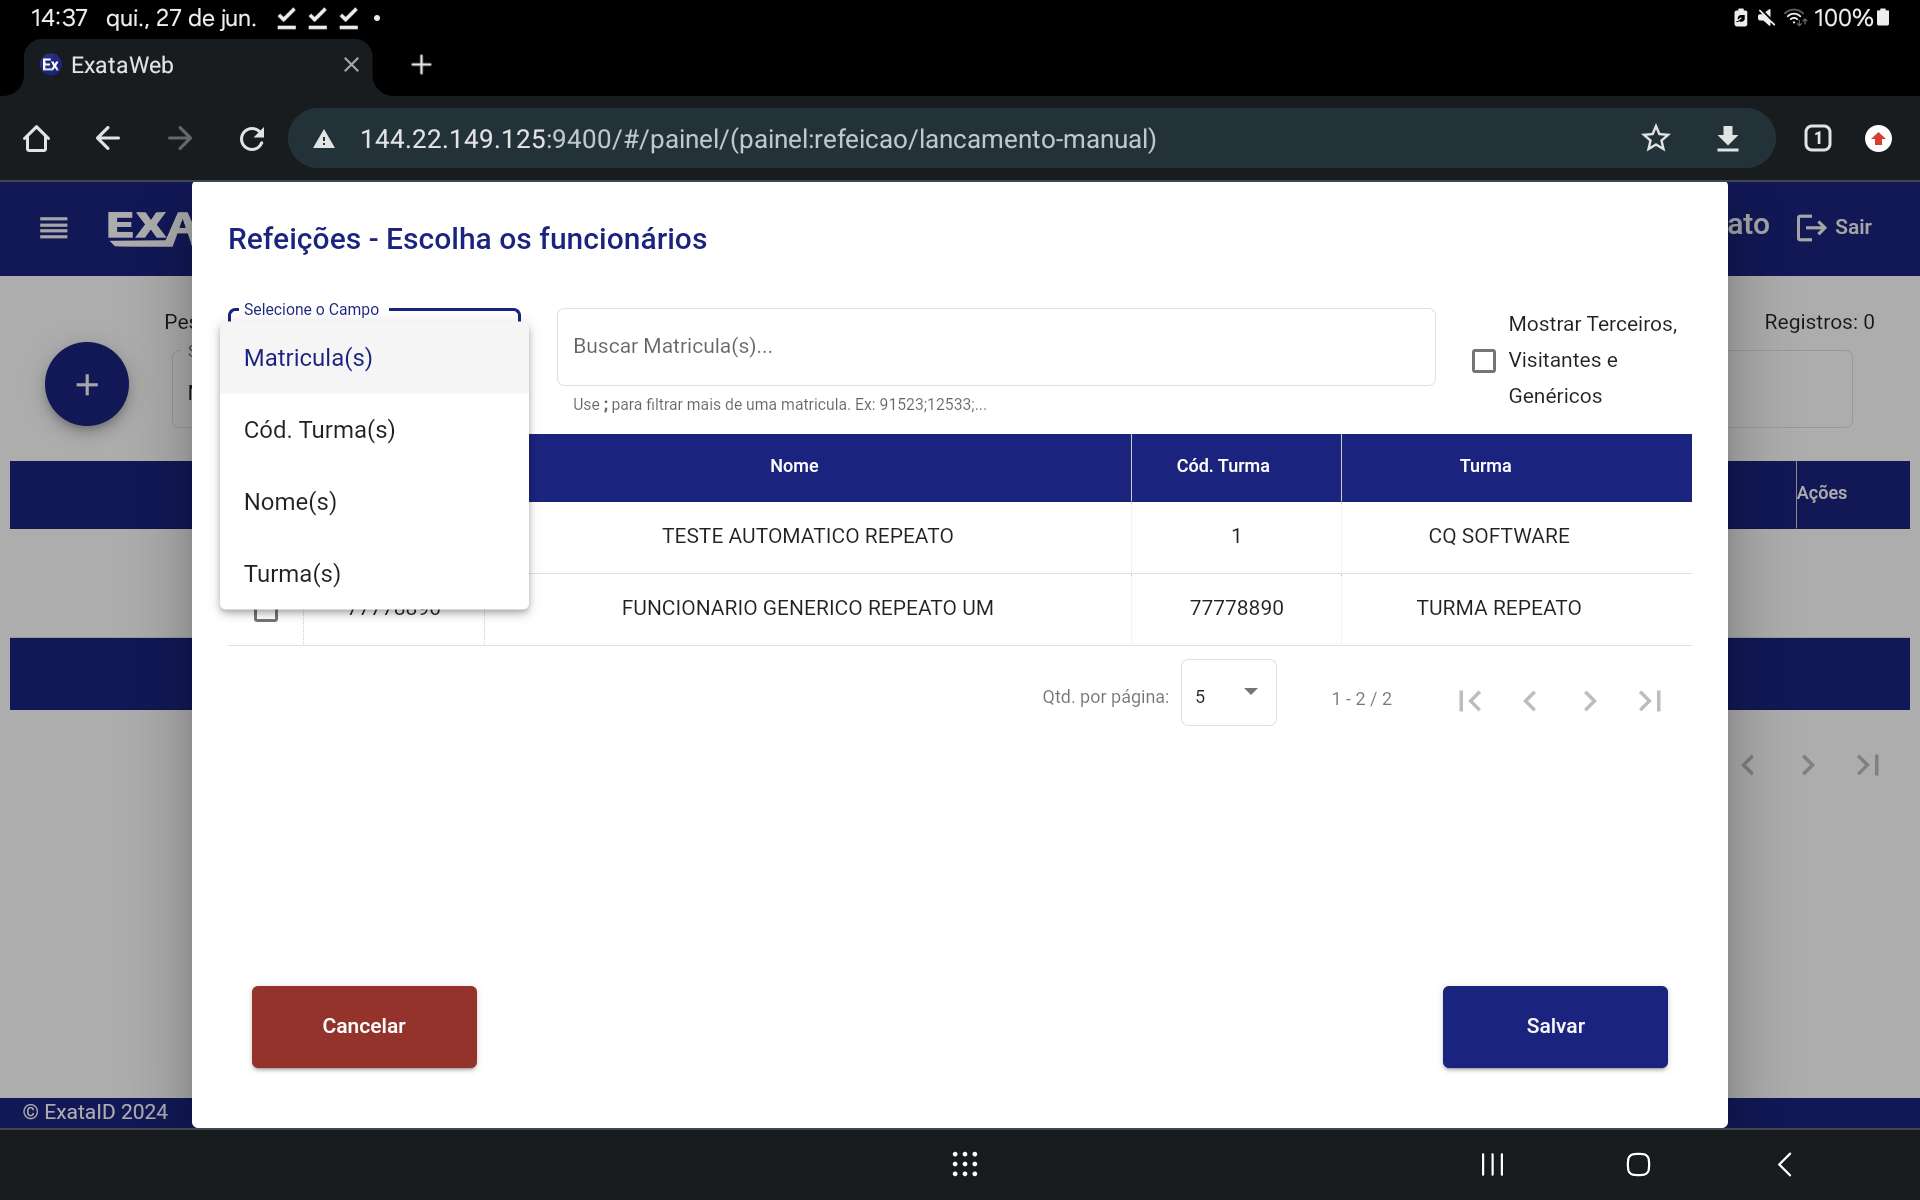 14:37 qui., 27 de jun.
100%
Ex ExataWeb
144.22.149.125:9400/#/painel/(painel:refeicao/lancamento-manual)
1
EXA
ato
Sair
Refeições - Escolha os funcionários
Selecione o Campo
Matricula(s)
Cód. Turma(s)
Nome(s)
Turma(s)
Buscar Matricula(s)...
Use ; para filtrar mais de uma matricula. Ex: 91523;12533;...
Mostrar Terceiros,
Visitantes e
Genéricos
Pes
Registros: 0
Nome Cód. Turma Turma
Ações
TESTE AUTOMATICO REPEATO 1 CQ SOFTWARE
77778890 FUNCIONARIO GENERICO REPEATO UM 77778890 TURMA REPEATO
Qtd. por página: 5 1 - 2 / 2
Cancelar
Salvar
© ExataID 2024